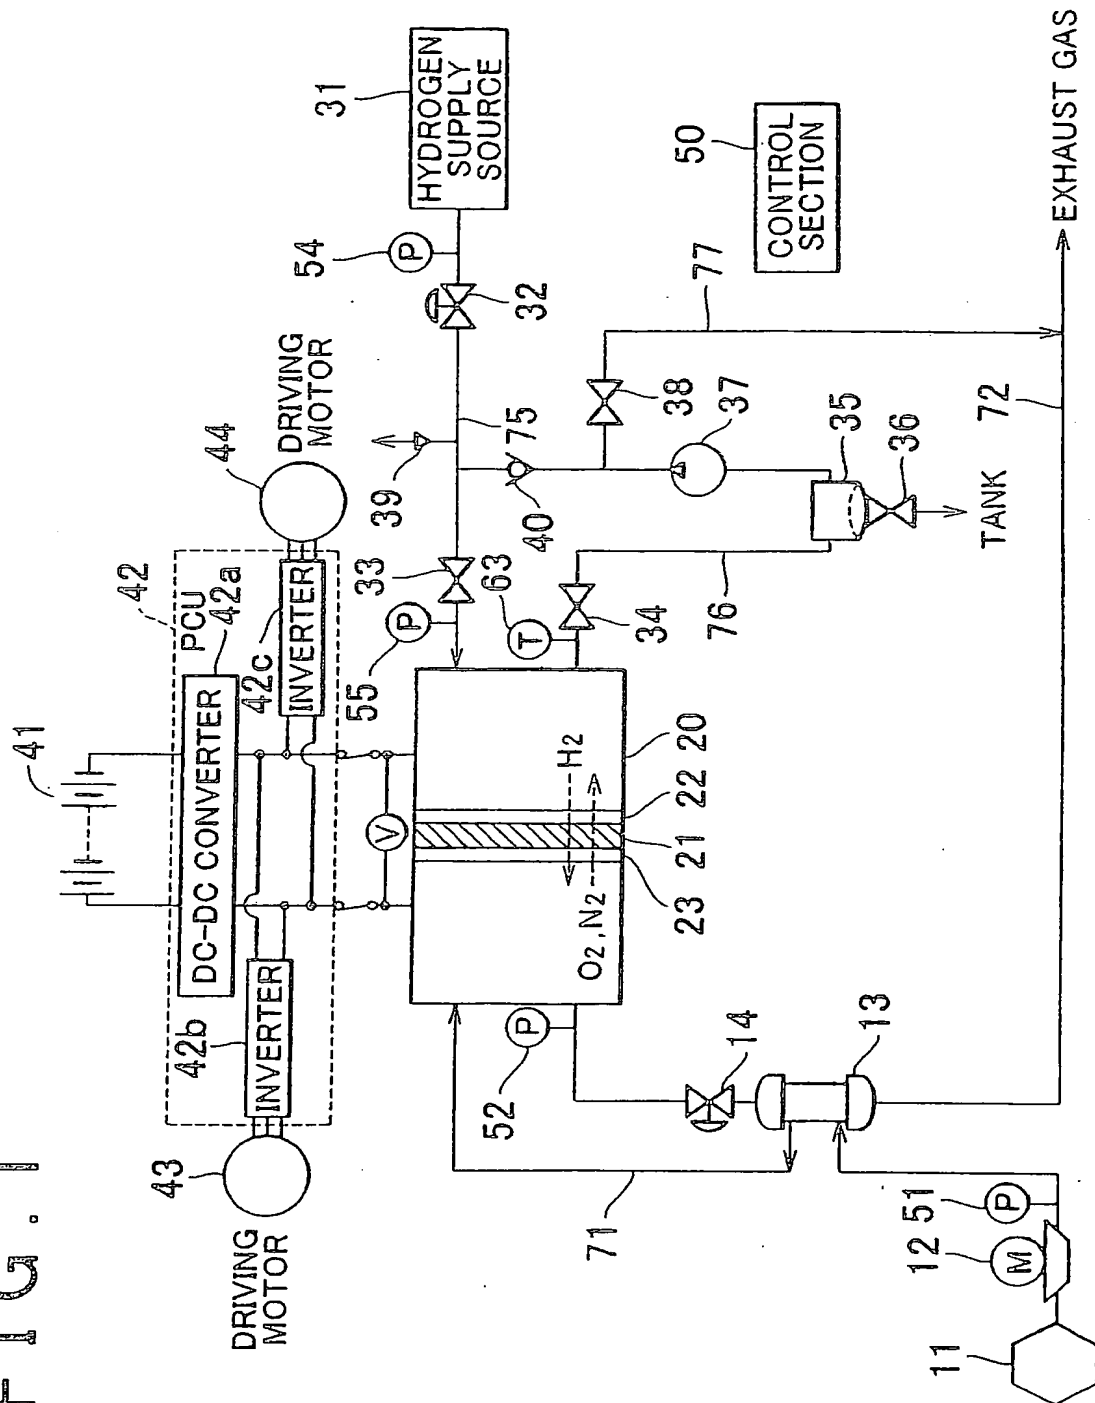 FIG. 1
41
42
PCU
42a
DC-DC CONVERTER
42b
INVERTER
42c
INVERTER
43
DRIVING
MOTOR
44
DRIVING
MOTOR
V
31
HYDROGEN
SUPPLY
SOURCE
54
P
32
39
75
33
55
P
40
63
T
34
38
77
37
35
36
TANK
76
50
CONTROL
SECTION
20
22
21
23
H2
O2, N2
52
P
14
13
71
72
EXHAUST GAS
51
P
12
M
11